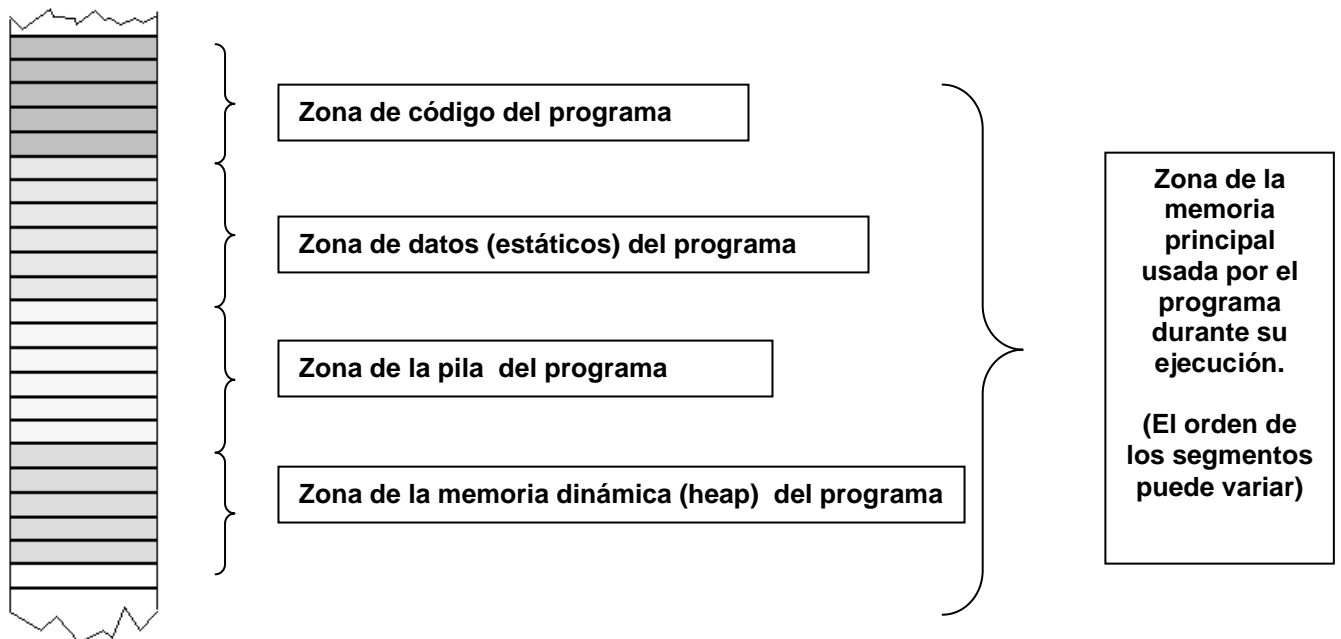 Zona de código del programa
Zona de datos (estáticos) del programa
Zona de la pila del programa
Zona de la memoria dinámica (heap) del programa
Zona de la
memoria
principal
usada por el
programa
durante su
ejecución.
(El orden de
los segmentos
puede variar)